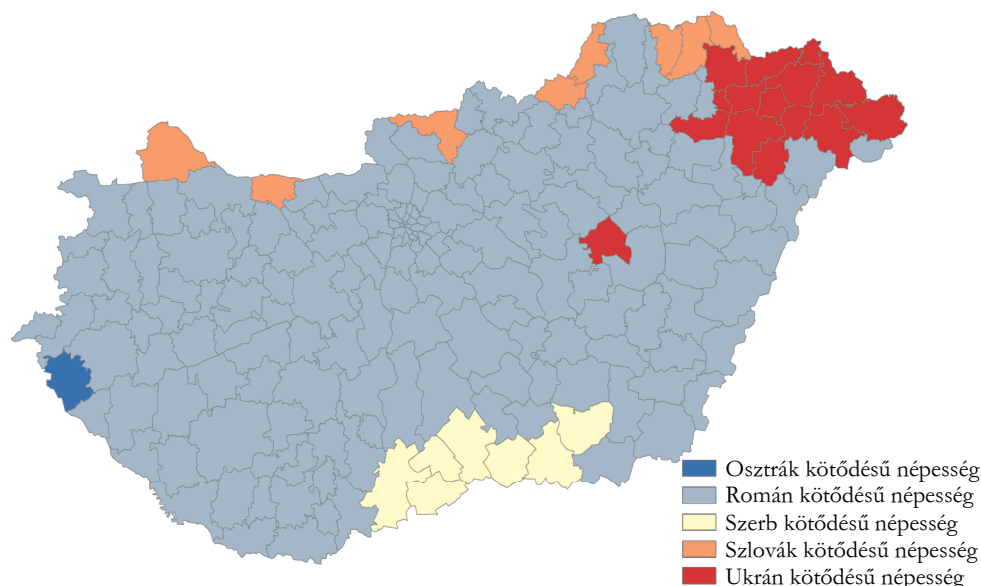 Osztrák kötődésű népesség
Román kötődésű népesség
Szerb kötődésű népesség
Szlovák kötődésű népesség
Ukrán kötődésű népesség